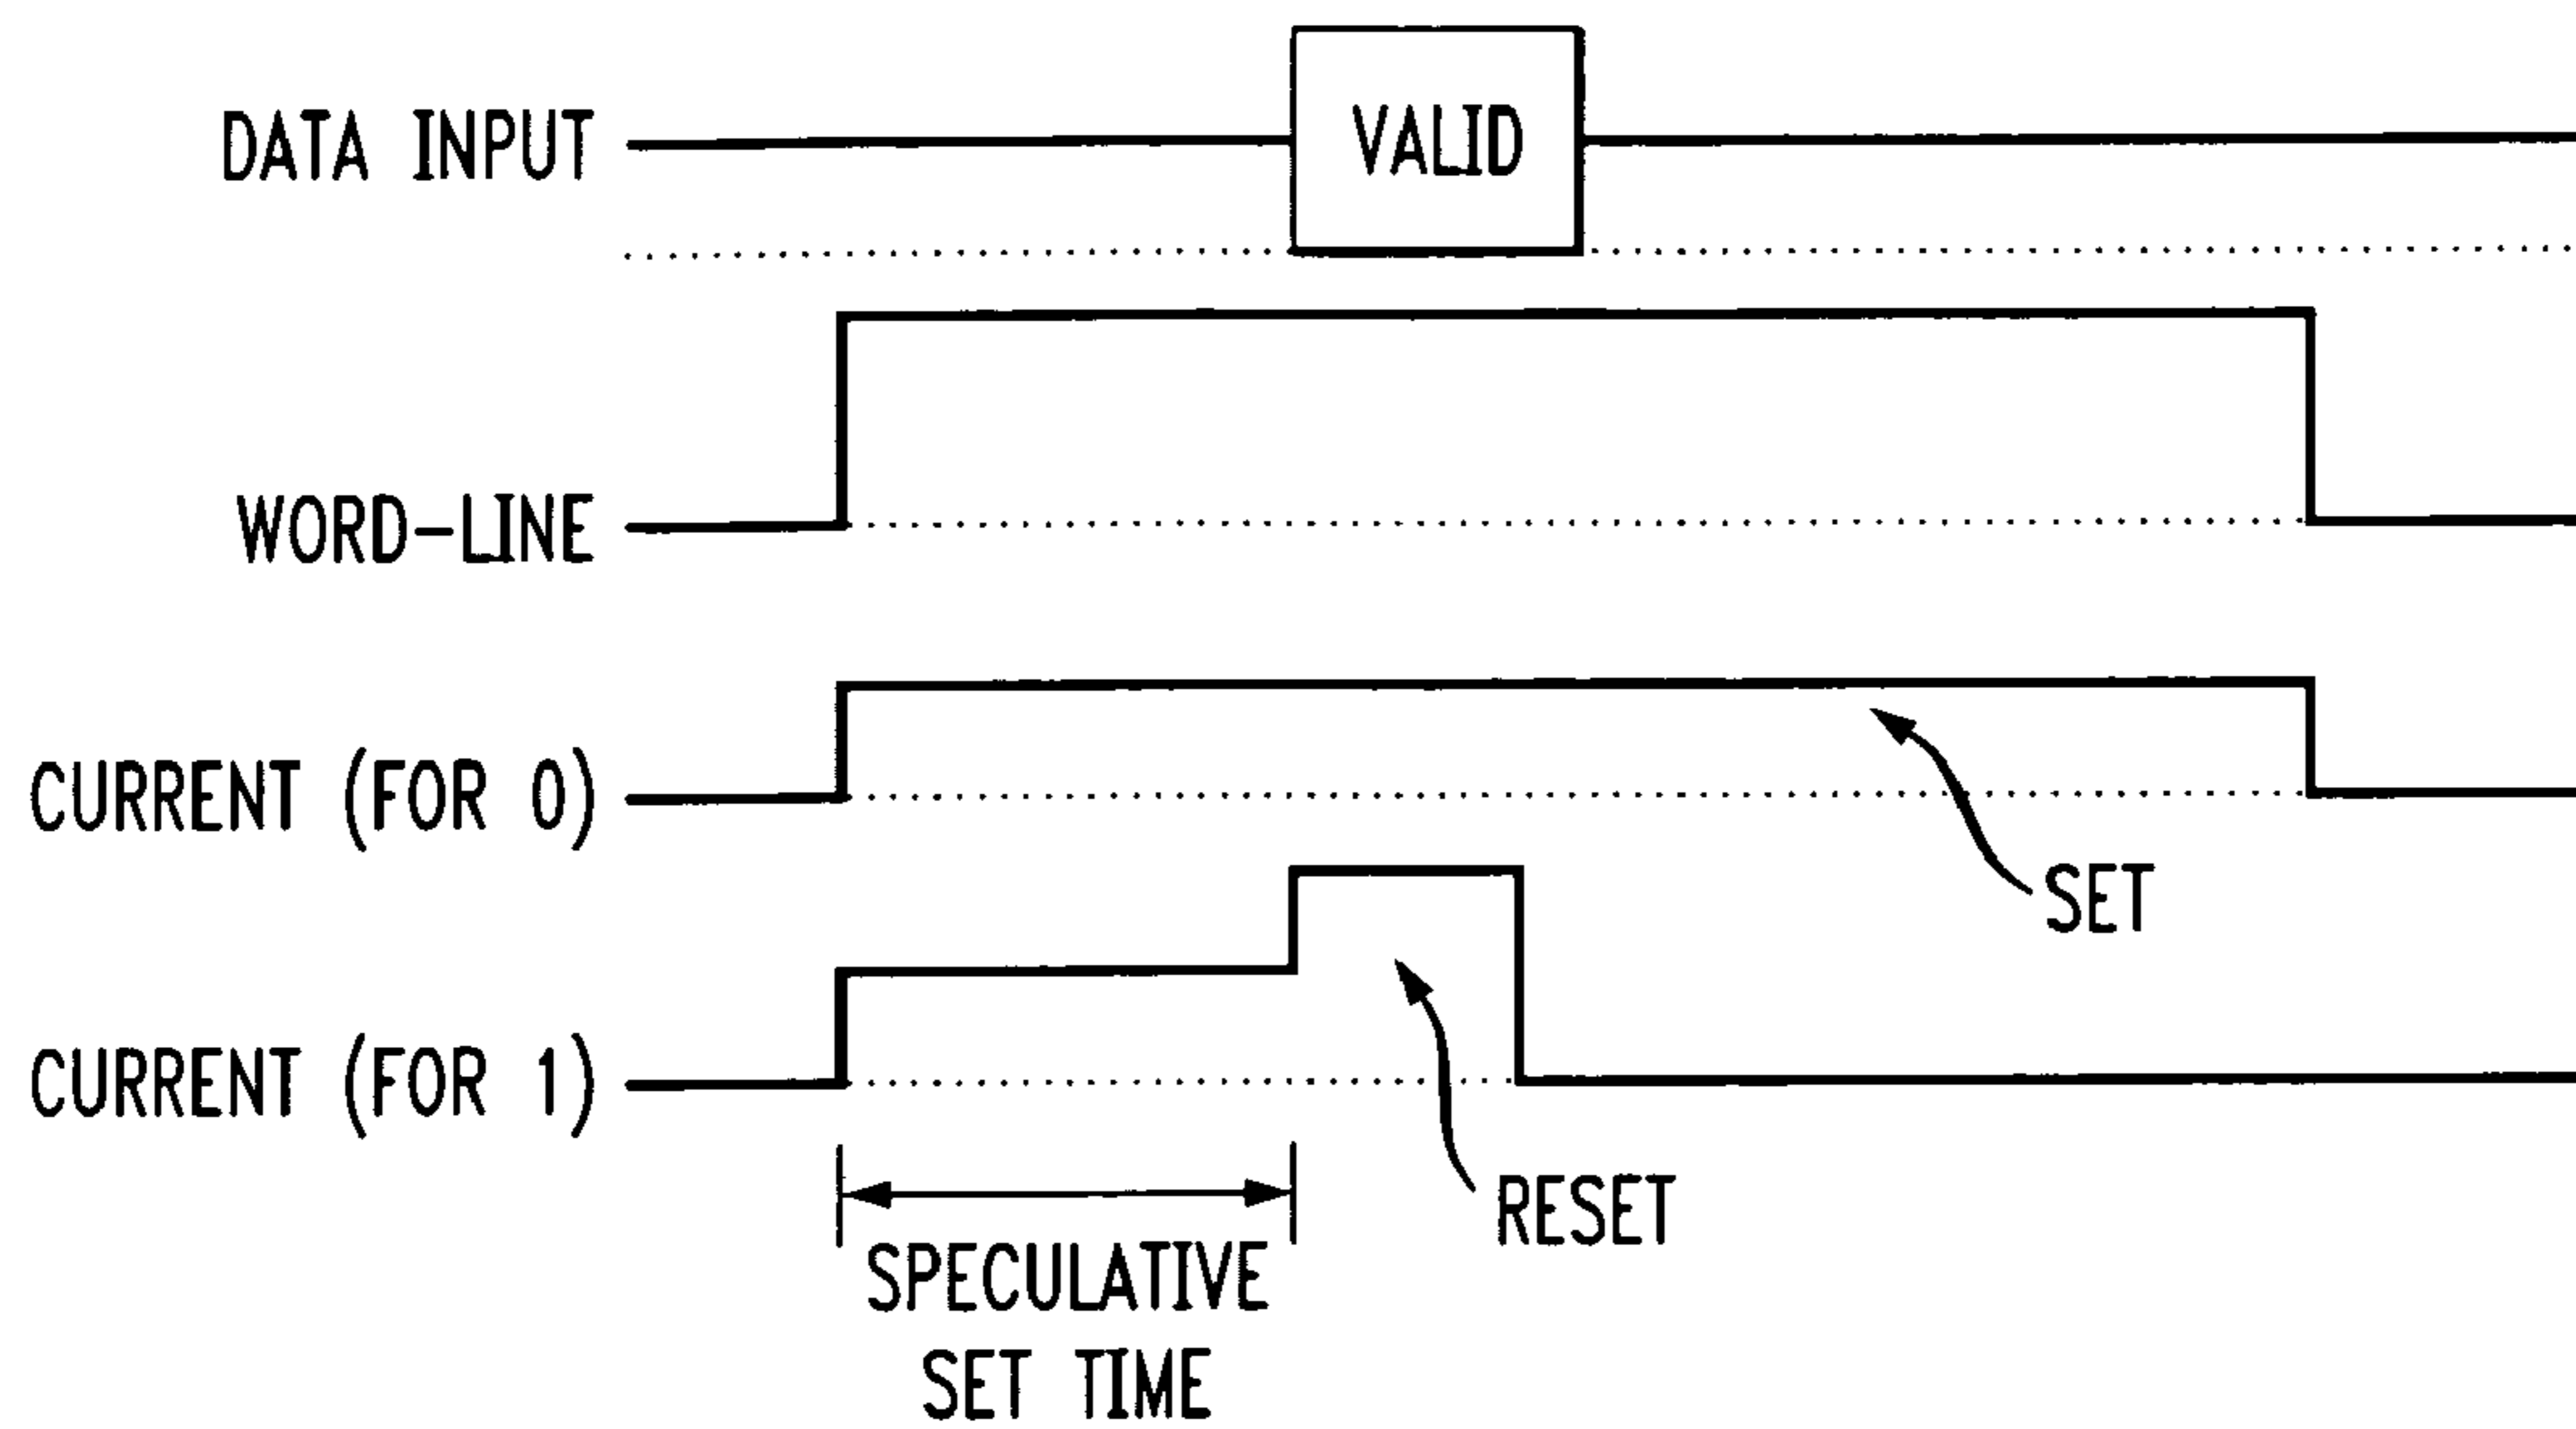 DATA INPUT
VALID
WORD-LINE
CURRENT (FOR 0)
SET
CURRENT (FOR 1)
RESET
SPECULATIVE
SET TIME